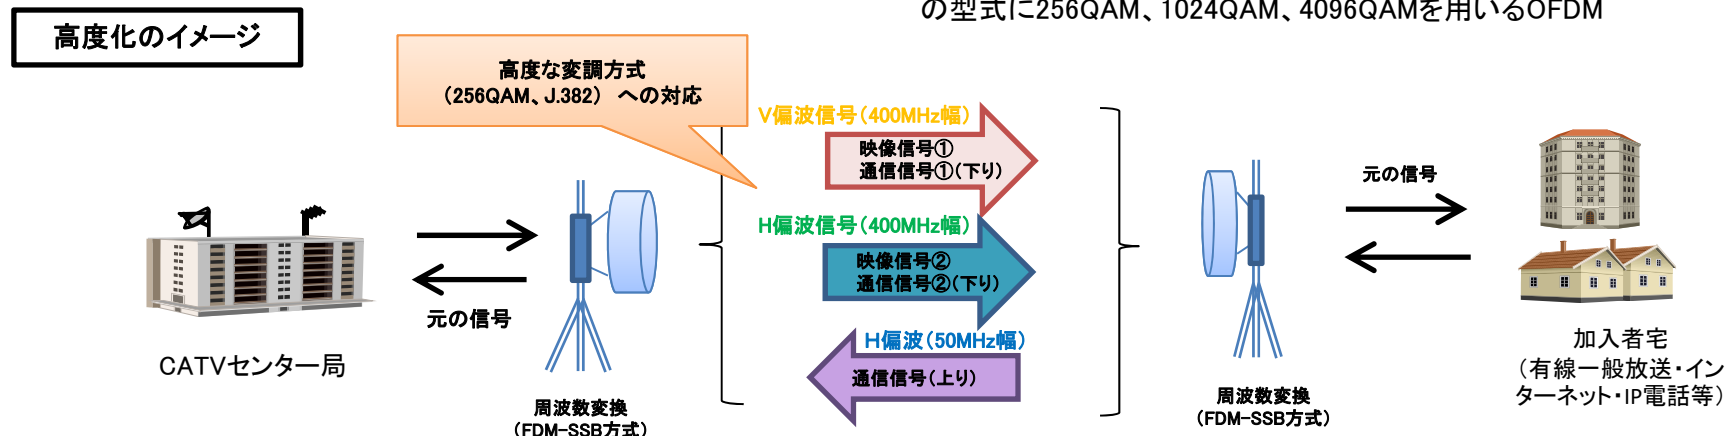 の型式に256QAM、1024QAM、4096QAMを用いるOFDM
高度化のイメージ
高度な変調方式
（256QAM、J.382） への対応
V偏波信号（400MHz幅）
映像信号①
通信信号①（下り）
H偏波信号（400MHz幅）
映像信号②
通信信号②（下り）
H偏波（50MHz幅）
通信信号（上り）
元の信号
CATVセンター局
周波数変換
（FDM-SSB方式）
周波数変換
（FDM-SSB方式）
元の信号
加入者宅
（有線一般放送・イン
ターネット・IP電話等）